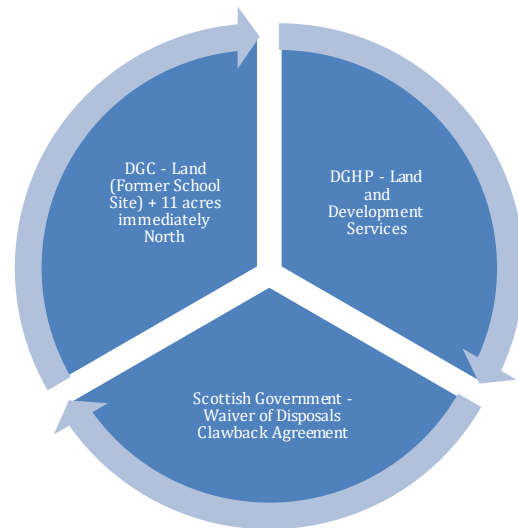 DGC - Land
(Former School
Site) + 11 acres
immediately
North
DGHP - Land
and
Development
Services
Scottish Government -
Waiver of Disposals
Clawback Agreement